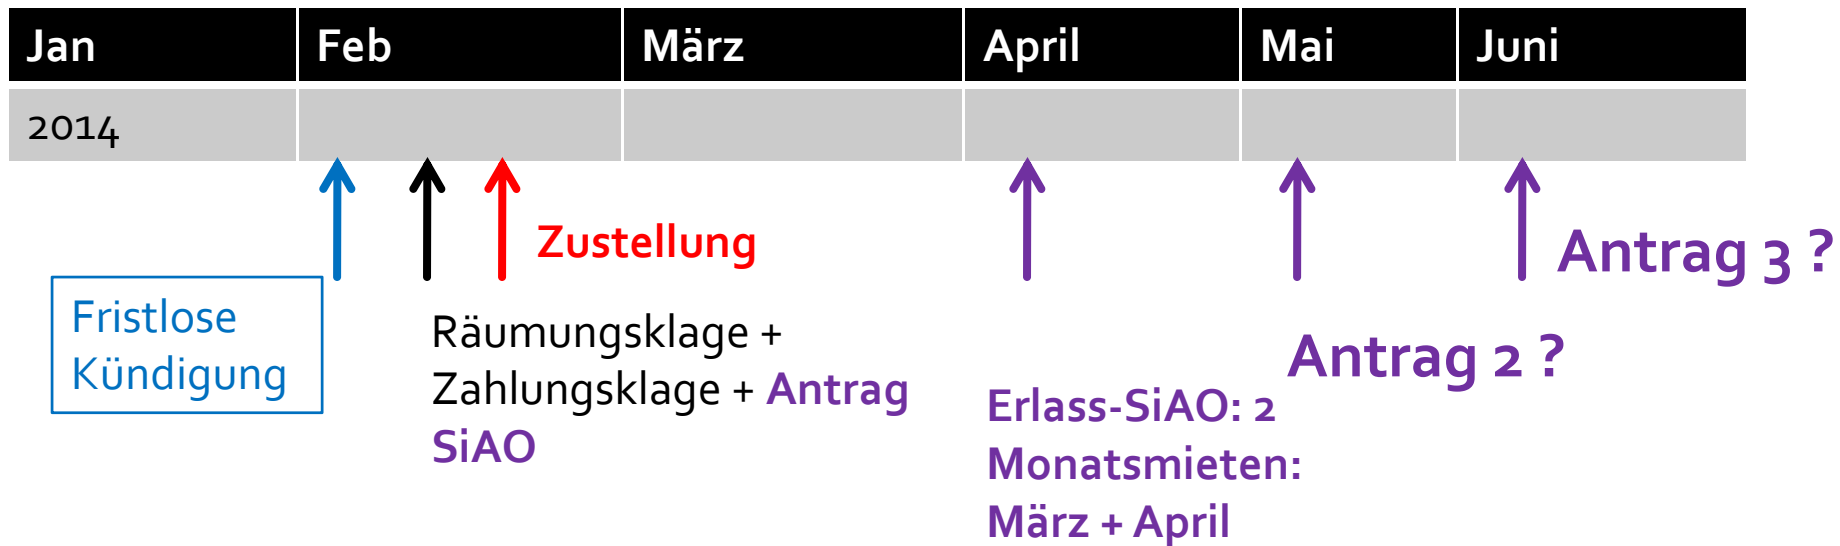 Jan Feb März April Mai Juni
2014
Zustellung
Antrag 3 ?
Fristlose
Kündigung
Räumungsklage +
Zahlungsklage + Antrag
SiAO
Antrag 2 ?
Erlass-SiAO: 2
Monatsmieten:
März + April